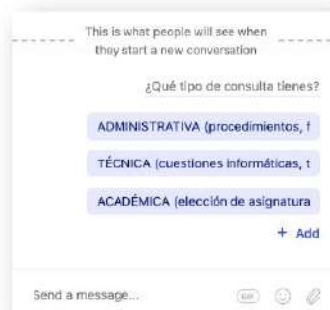 This is what people will see when
they start a new conversation
¿Qué tipo de consulta tienes?
ADMINISTRATIVA (procedimientos, f
TÉCNICA (cuestiones informáticas, t
ACADÉMICA (elección de asignatura
+ Add
Send a message...
GIF